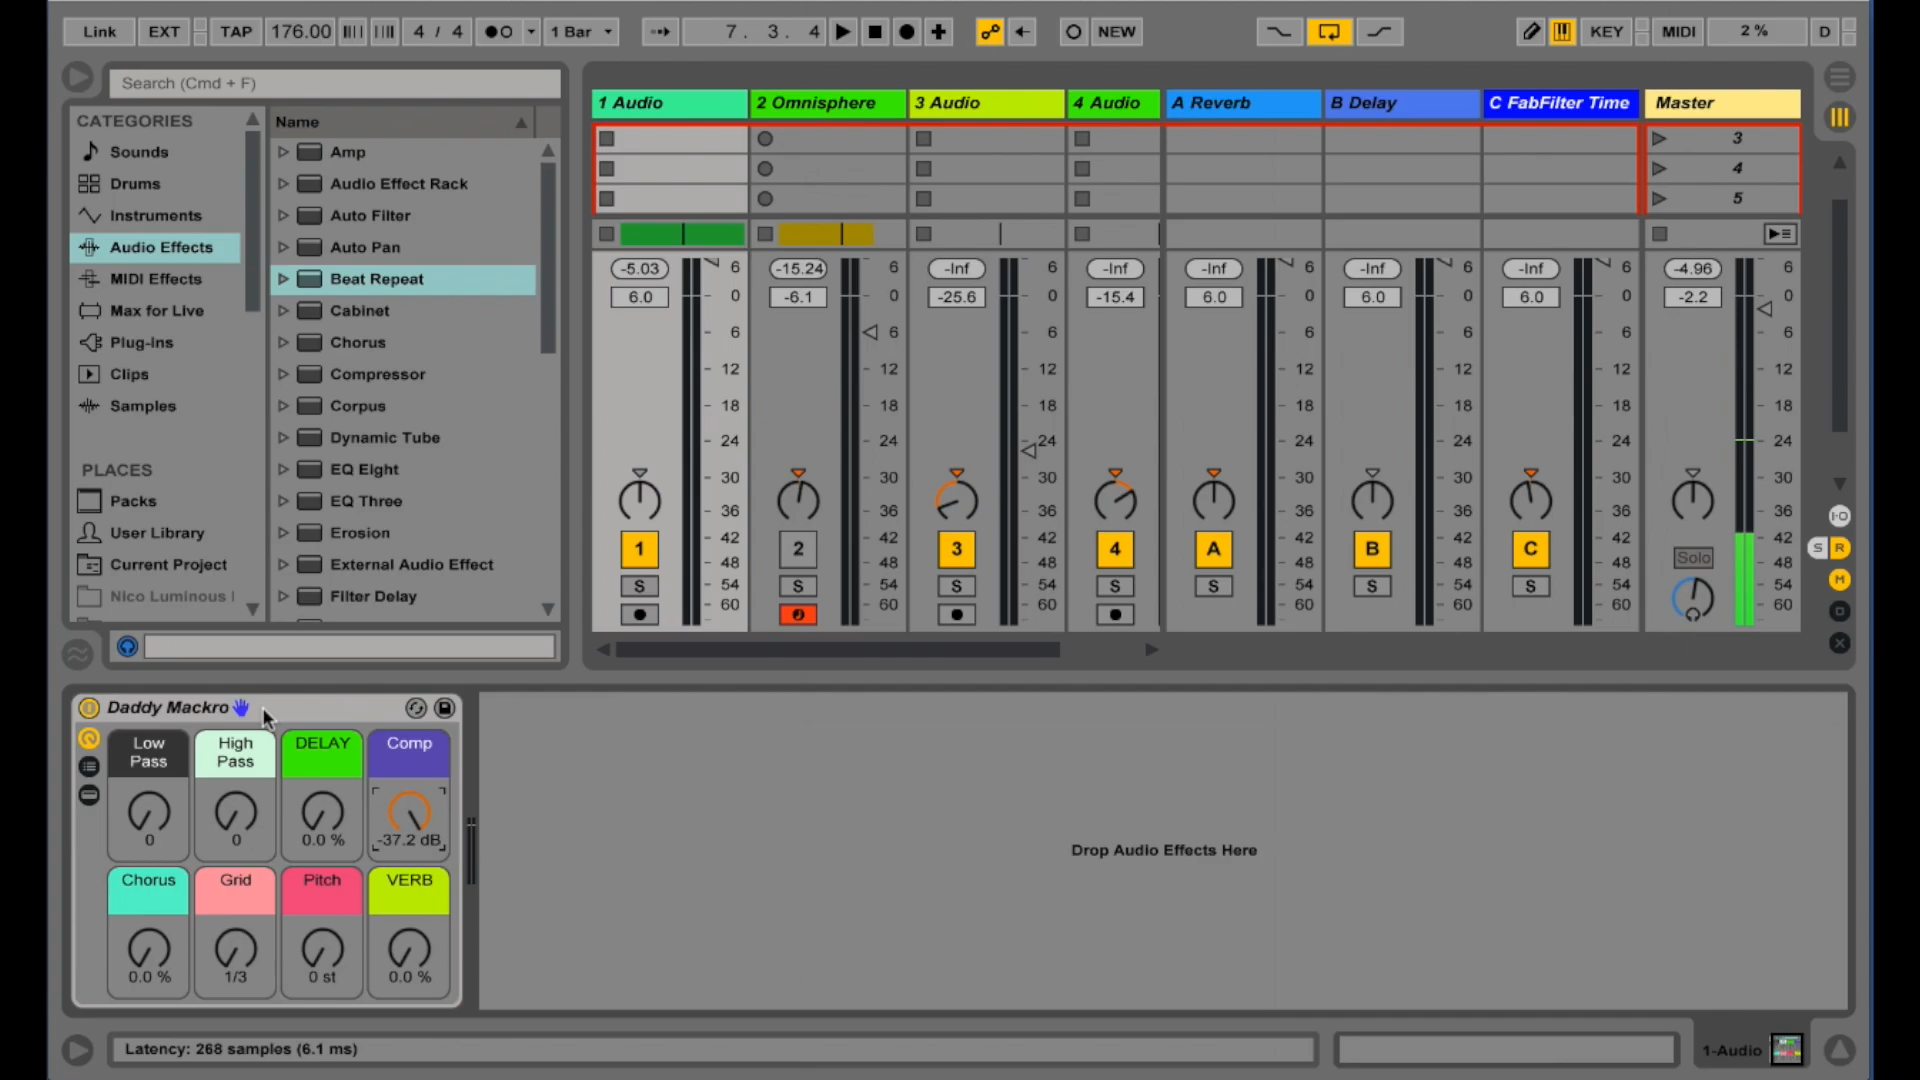 Link EXT TAP 176.00 4 / 4 1 Bar 7. 3. 4 NEW KEY MIDI 2 % D
Search (Cmd + F)
CATEGORIES
Sounds
Drums
Instruments
Audio Effects
MIDI Effects
Max for Live
Plug-ins
Clips
Samples
PLACES
Packs
User Library
Current Project
Nico Luminous
Name
Amp
Audio Effect Rack
Auto Filter
Auto Pan
Beat Repeat
Cabinet
Chorus
Compressor
Corpus
Dynamic Tube
EQ Eight
EQ Three
Erosion
External Audio Effect
Filter Delay
1 Audio 2 Omnisphere 3 Audio 4 Audio A Reverb B Delay C FabFilter Time Master
3
4
5
-5.03 6 -15.24 6 -Inf 6 -Inf 6 -Inf 6 -Inf 6 -Inf 6 -4.96 6
6.0 0 -6.1 0 -25.6 0 -15.4 6.0 0 6.0 0 6.0 0 -2.2 0
6 6 6 6 6 6 6
12 12 12 12 12 12 12
18 18 18 18 18 18 18
24 24 24 24 24 24 24
30 30 30 30 30 30 30
36 36 36 36 36 36 36
1 42 2 42 3 42 4 A 42 B 42 C 42 42
48 48 48 48 48 48 Solo 48
S 54 S 54 S 54 S S 54 S 54 S 54 54
60 60 60 60 60 60 60
I·O
S R
M
D
X
Daddy Mackro
Low Pass High Pass DELAY Comp
0 0 0.0 % -37.2 dB
Chorus Grid Pitch VERB
0.0 % 1/3 0 st 0.0 %
Drop Audio Effects Here
Latency: 268 samples (6.1 ms)
1-Audio